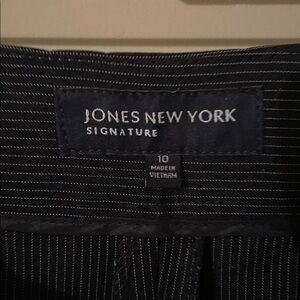 JONES NEW YORK
SIGNATURE
10
MADE IN
VIETNAM